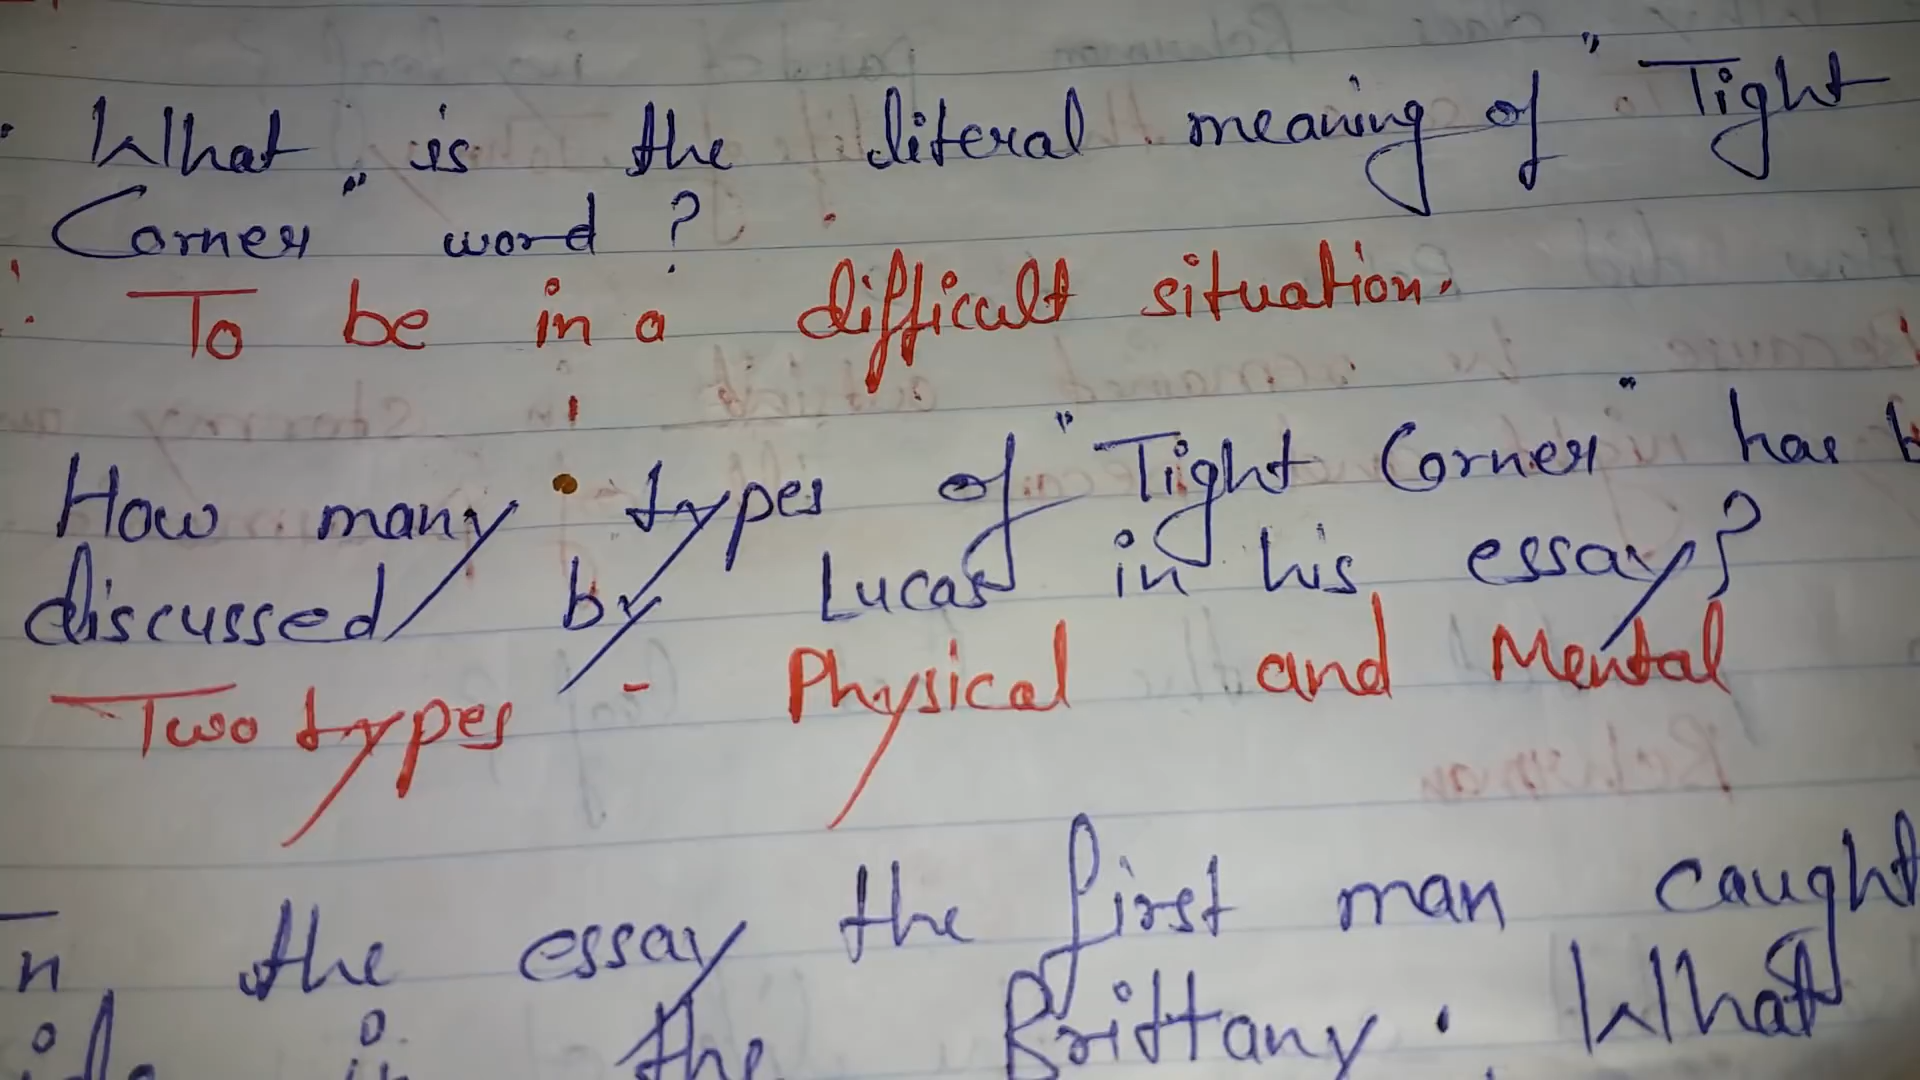 What is the literal meaning of "Tight
Corner" word ?
To be in a difficult situation.
How many types of "Tight Corner" has
discussed by Lucas in his essay?
Two types - Physical and Mental
the essay the first man caught
in the Brittany. What